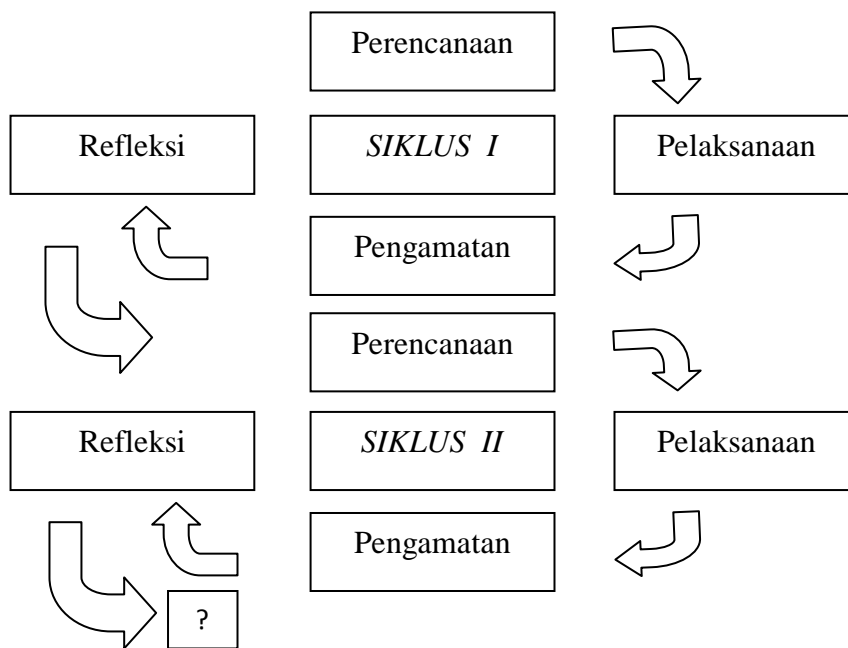 Perencanaan
Refleksi
SIKLUS I
Pelaksanaan
Pengamatan
Perencanaan
Refleksi
SIKLUS II
Pelaksanaan
Pengamatan
?